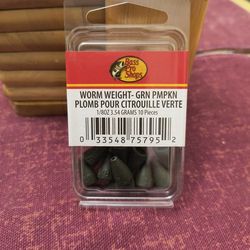 Bass
Pro Shops
WORM WEIGHT- GRN PMPKN
PLOMB POUR CITROUILLE VERTE
1/8OZ 3.54 GRAMS 10 Pieces
0 33548 75795 2